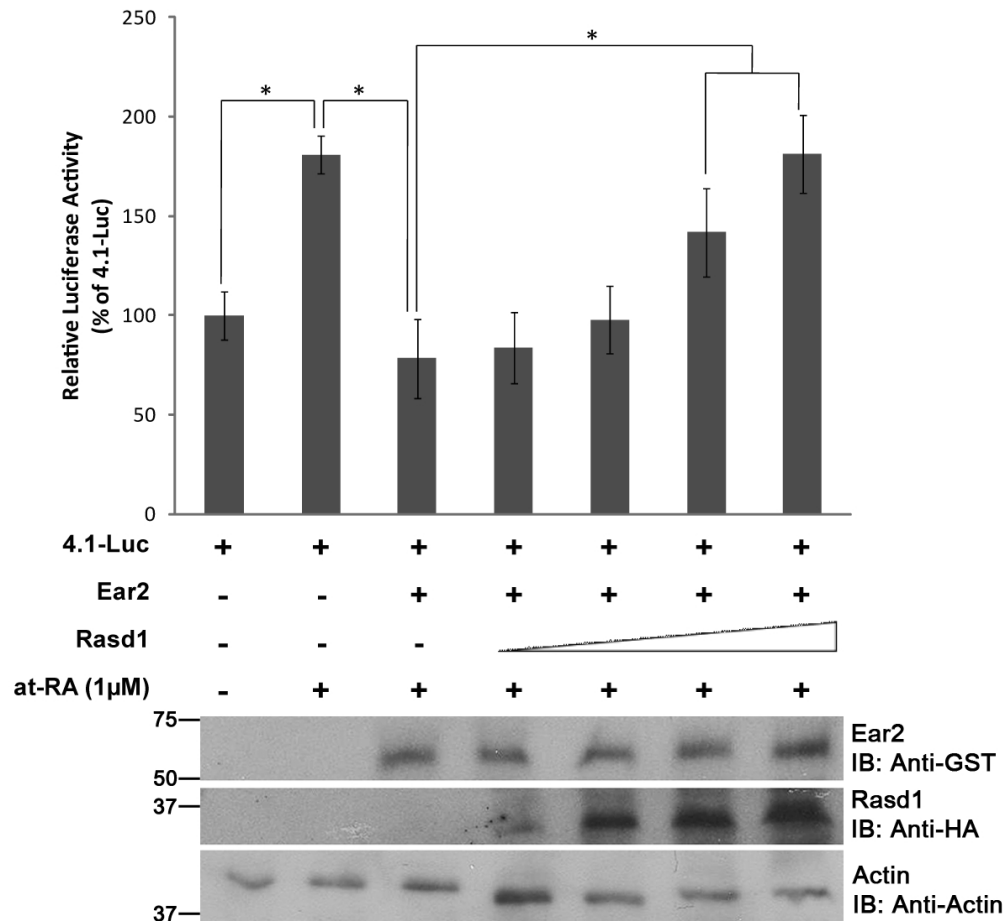 250
200
150
100
50
0
Relative Luciferase Activity
(% of 4.1-Luc)
* * *
4.1-Luc + + + + + + +
Ear2 - - + + + + +
Rasd1 - - -
at-RA (1µM) - + + + + + +
75
50
Ear2
IB: Anti-GST
37
Rasd1
IB: Anti-HA
37
Actin
IB: Anti-Actin